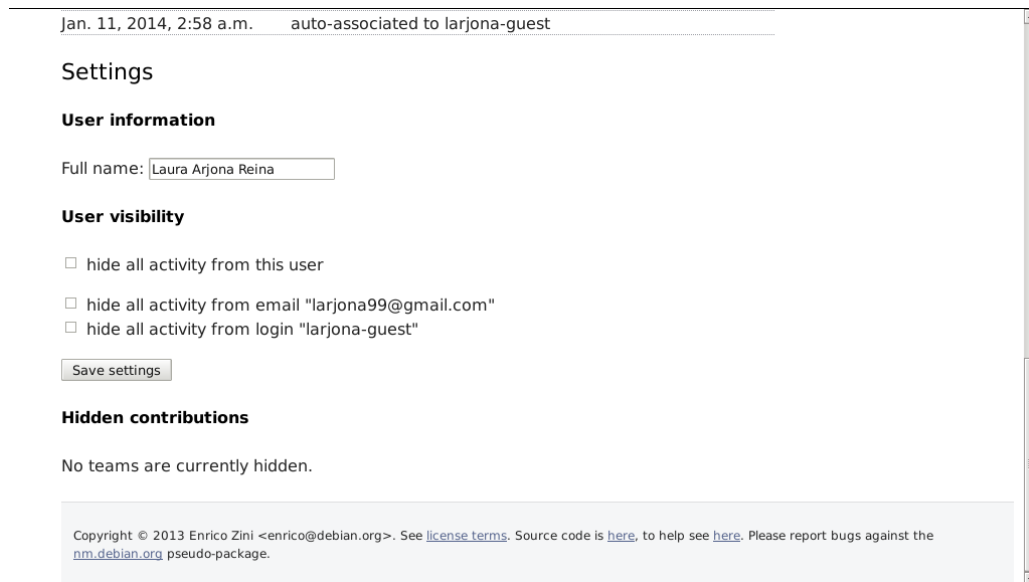 Jan. 11, 2014, 2:58 a.m. auto-associated to larjona-guest
Settings
User information
Full name: Laura Arjona Reina
User visibility
hide all activity from this user
hide all activity from email "larjona99@gmail.com"
hide all activity from login "larjona-guest"
Save settings
Hidden contributions
No teams are currently hidden.
Copyright © 2013 Enrico Zini <enrico@debian.org>. See license terms. Source code is here, to help see here. Please report bugs against the
nm.debian.org pseudo-package.